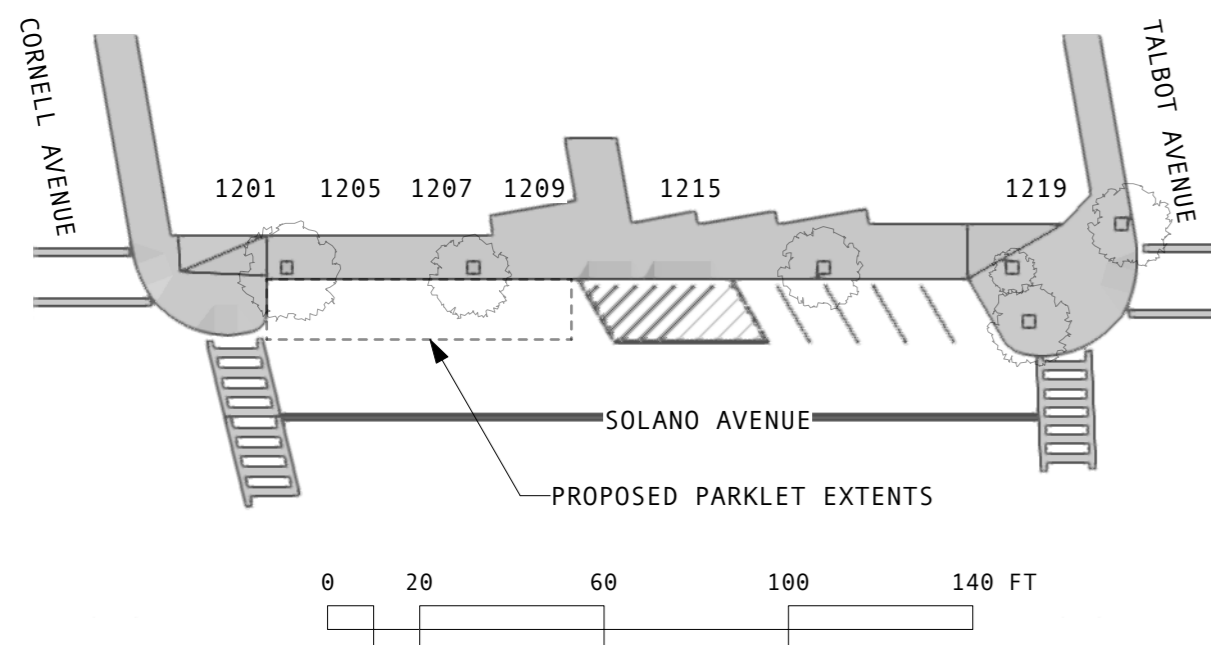 CORNELL AVENUE
TALBOT AVENUE
1201 1205 1207 1209 1215 1219
SOLANO AVENUE
PROPOSED PARKLET EXTENTS
0 20 60 100 140 FT